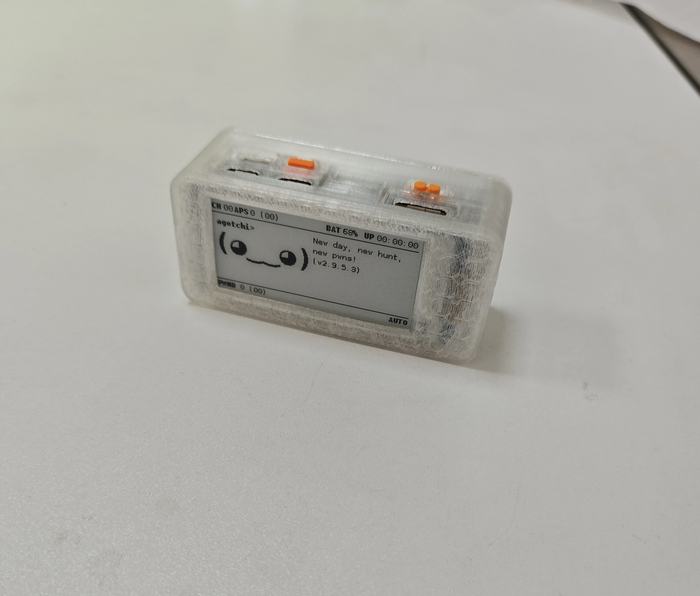 CH 00 APS 0 (00)
BAT 68% UP 00:00:00
agotchi>
New day, new hunt,
new pwns!
(v2.9.5.3)
PWND 0 (00)
AUTO